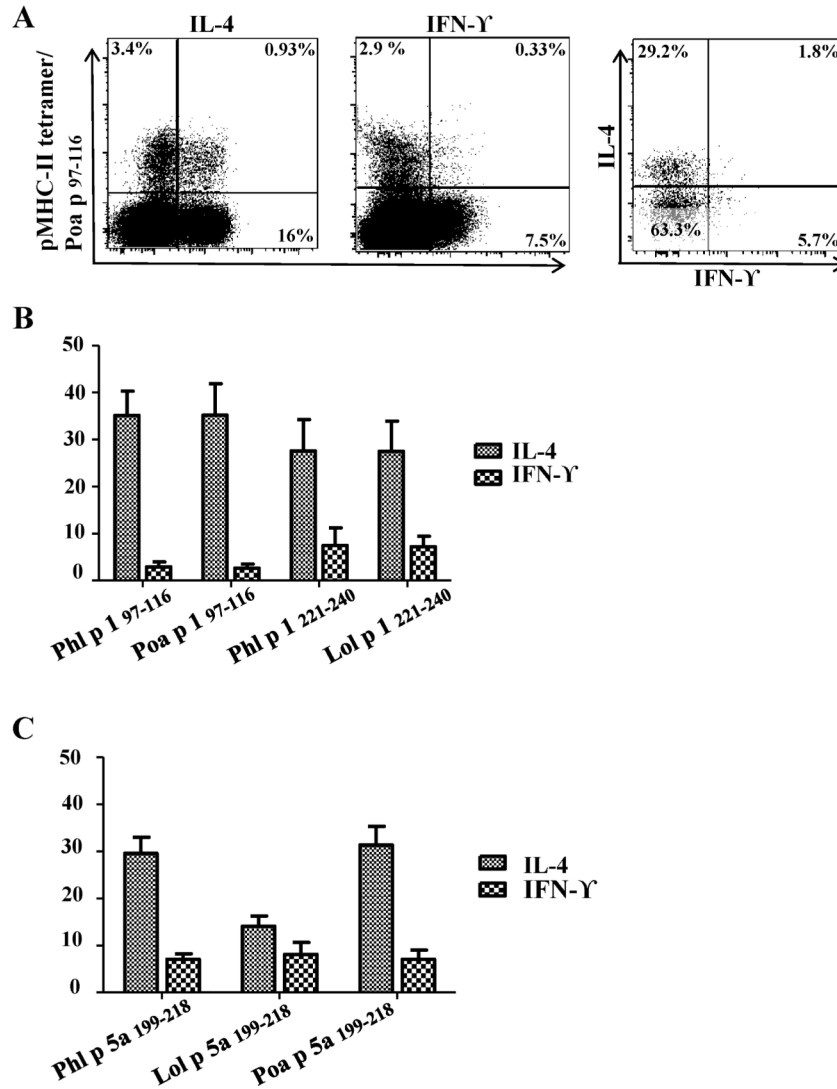 A
IL-4
IFN-ϒ
pMHC-II tetramer/
Poa p 97-116
3.4%
0.93%
16%
2.9 %
0.33%
7.5%
IL-4
29.2%
1.8%
63.3%
5.7%
IFN-ϒ
B
50
40
30
20
10
0
IL-4
IFN-ϒ
Phl p 1 97-116
Poa p 1 97-116
Phl p 1 221-240
Lol p 1 221-240
C
50
40
30
20
10
0
IL-4
IFN-ϒ
Phl p 5a 199-218
Lol p 5a 199-218
Poa p 5a 199-218